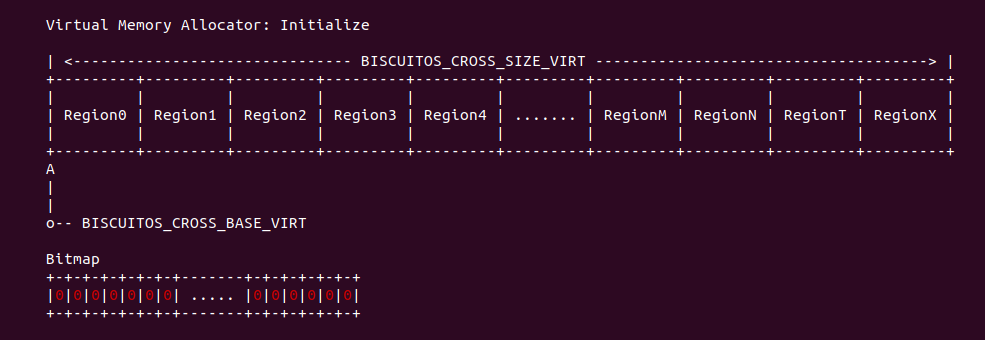 Virtual Memory Allocator: Initialize
| <------------------------------- BISCUITOS_CROSS_SIZE_VIRT -------------------------------------> |
+---------+---------+---------+---------+---------+---------+---------+---------+---------+---------+
|         |         |         |         |         |         |         |         |         |         |
| Region0 | Region1 | Region2 | Region3 | Region4 | ....... | RegionM | RegionN | RegionT | RegionX |
|         |         |         |         |         |         |         |         |         |         |
+---------+---------+---------+---------+---------+---------+---------+---------+---------+---------+
A
|
|
o-- BISCUITOS_CROSS_BASE_VIRT
Bitmap
+-+-+-+-+-+-+-+-------+-+-+-+-+-+-+
|0|0|0|0|0|0|0| ..... |0|0|0|0|0|0|
+-+-+-+-+-+-+-+-------+-+-+-+-+-+-+